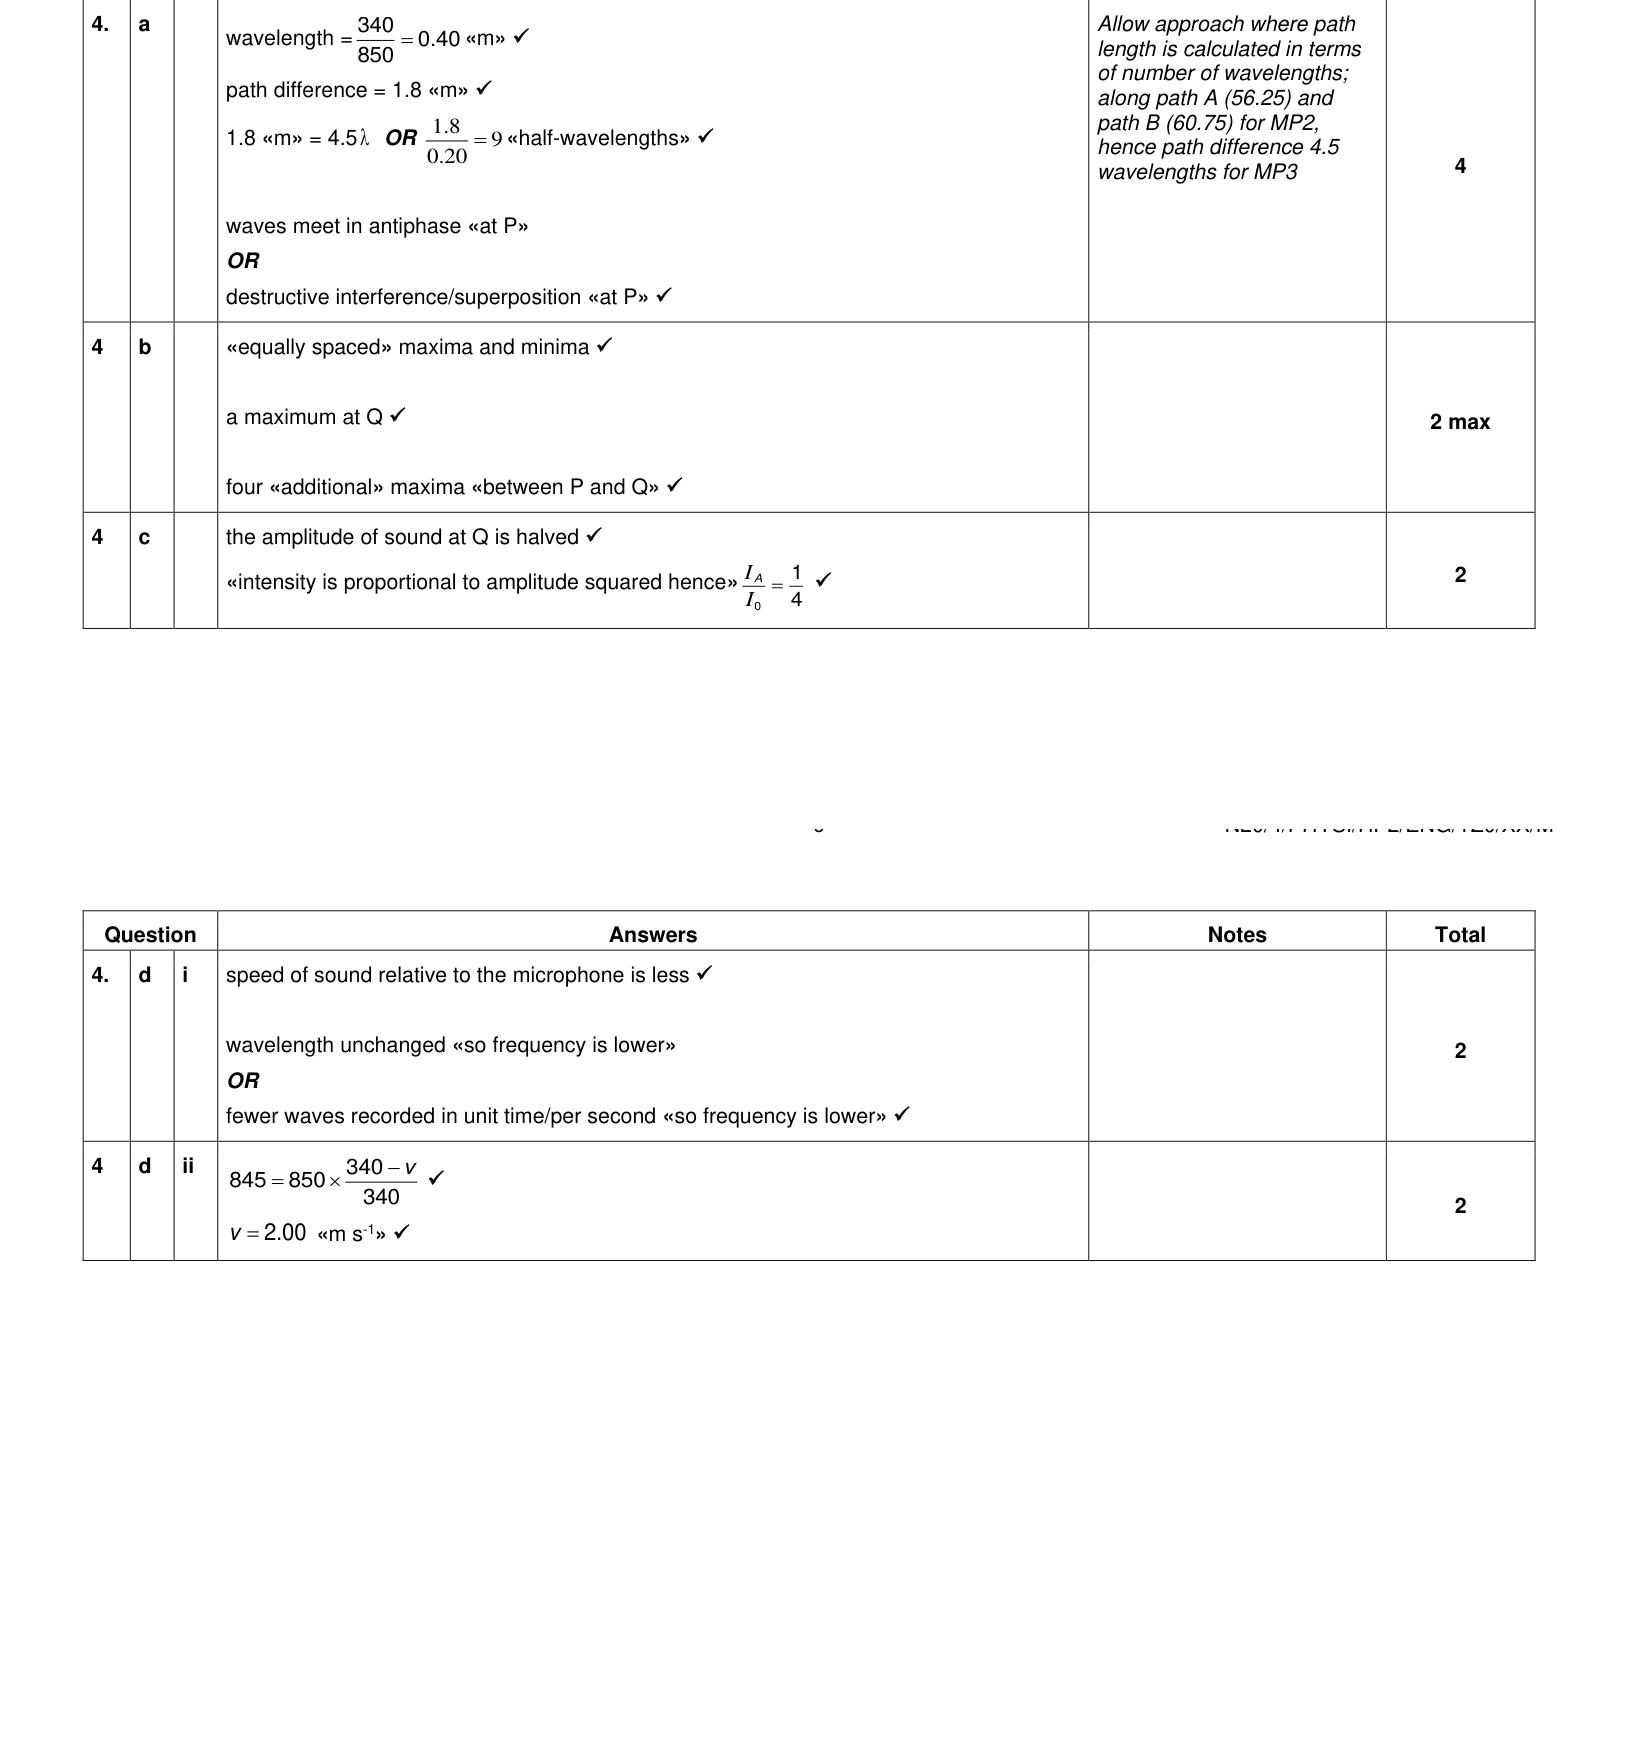 4. a wavelength = 340/850 = 0.40 «m» ✓
path difference = 1.8 «m» ✓
1.8 «m» = 4.5λ OR 1.8/0.20 = 9 «half-wavelengths» ✓
waves meet in antiphase «at P»
OR
destructive interference/superposition «at P» ✓
Allow approach where path
length is calculated in terms
of number of wavelengths;
along path A (56.25) and
path B (60.75) for MP2,
hence path difference 4.5
wavelengths for MP3
4
4 b «equally spaced» maxima and minima ✓
a maximum at Q ✓
four «additional» maxima «between P and Q» ✓
2 max
4 c the amplitude of sound at Q is halved ✓
«intensity is proportional to amplitude squared hence» I_A/I_0 = 1/4 ✓
2
Question Answers Notes Total
4. d i speed of sound relative to the microphone is less ✓
wavelength unchanged «so frequency is lower»
OR
fewer waves recorded in unit time/per second «so frequency is lower» ✓
2
4 d ii 845 = 850 × (340 – v)/340 ✓
v = 2.00 «m s⁻¹» ✓
2